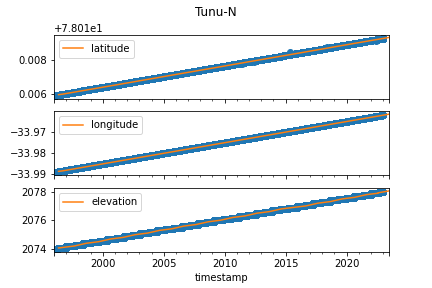 Tunu-N
+7.801e1
latitude
0.008
0.006
longitude
−33.97
−33.98
−33.99
elevation
2078
2076
2074
2000 2005 2010 2015 2020
timestamp